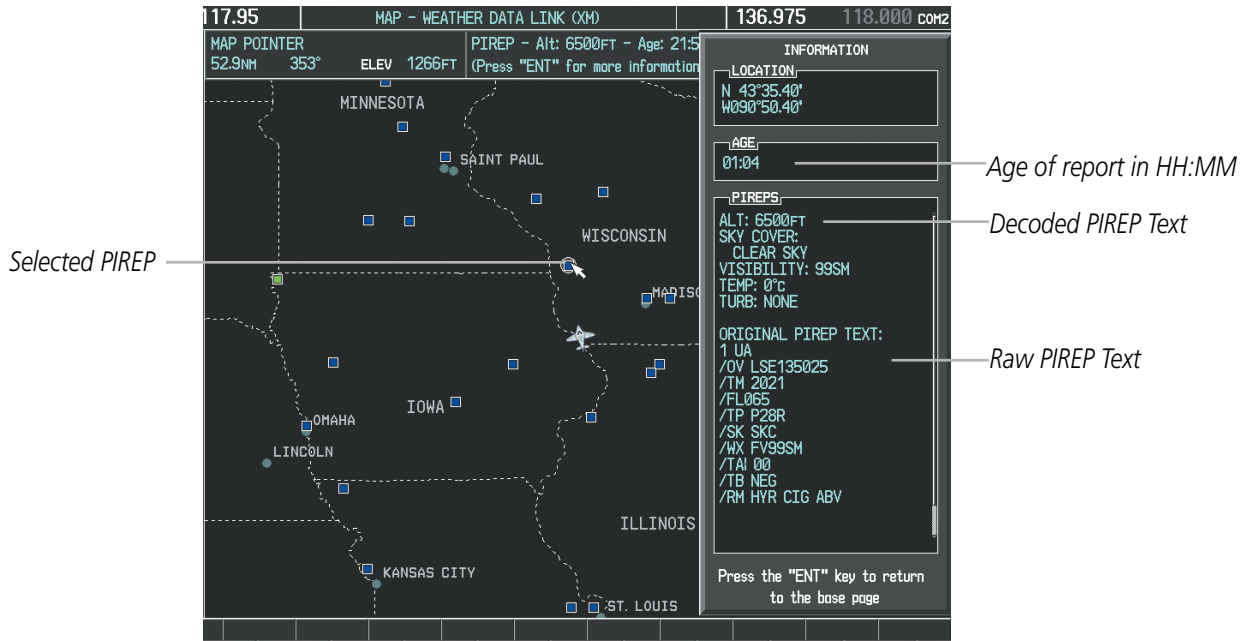 117.95
MAP - WEATHER DATA LINK (XM)
136.975
118.000 COM2
MAP POINTER
52.9NM 353° ELEV 1266FT
PIREP - Alt: 6500FT - Age: 21:5
(Press "ENT" for more information
MINNESOTA
SAINT PAUL
WISCONSIN
MADISO
IOWA
OMAHA
LINCOLN
ILLINOIS
KANSAS CITY
ST. LOUIS
INFORMATION
LOCATION
N 43°35.40'
W090°50.40'
AGE
01:04
PIREPS
ALT: 6500FT
SKY COVER:
CLEAR SKY
VISIBILITY: 99SM
TEMP: 0°C
TURB: NONE
ORIGINAL PIREP TEXT:
1 UA
/OV LSE135025
/TM 2021
/FL065
/TP P28R
/SK SKC
/WX FV99SM
/TAI 00
/TB NEG
/RM HYR CIG ABV
Press the "ENT" key to return
to the base page
Selected PIREP
Age of report in HH:MM
Decoded PIREP Text
Raw PIREP Text